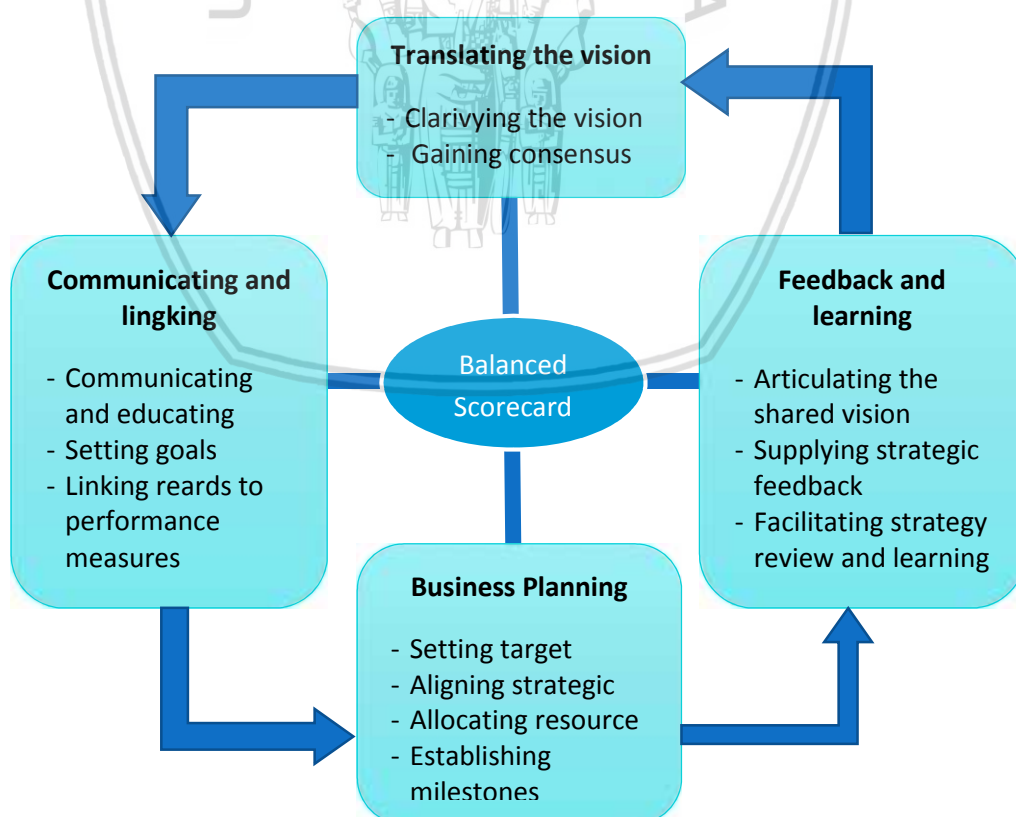 Translating the vision
- Clarivying the vision
- Gaining consensus
Communicating and
lingking
- Communicating
and educating
- Setting goals
- Linking reards to
performance
measures
Balanced
Scorecard
Feedback and
learning
- Articulating the
shared vision
- Supplying strategic
feedback
- Facilitating strategy
review and learning
Business Planning
- Setting target
- Aligning strategic
- Allocating resource
- Establishing
milestones